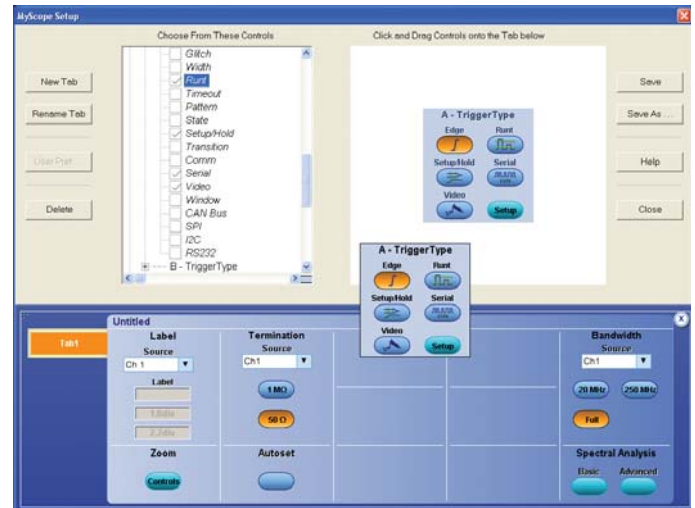 MyScope Setup
Choose From These Controls
Click and Drag Controls onto the Tab below
New Tab
Rename Tab
User Pref...
Delete
Glitch
Width
Runt
Timeout
Pattern
State
Setup/Hold
Transition
Comm
Serial
Video
Window
CAN Bus
SPI
I2C
RS232
B - TriggerType
A - TriggerType
Edge Runt
Setup/Hold Serial
Video
Setup
Save
Save As ...
Help
Close
A - TriggerType
Edge Runt
Setup/Hold Serial
Video
Setup
Tab1
Untitled
Label
Source
Ch 1
Label
1.0div
Zoom
Controls
Termination
Source
Ch1
1 MΩ
50 Ω
Autoset
Bandwidth
Source
Ch1
20 MHz 250 MHz
Full
Spectral Analysis
Basic Advanced